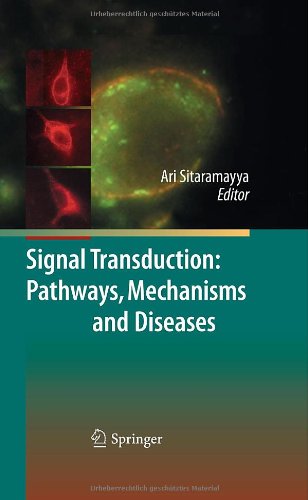 Urheberrechtlich geschütztes Material
Ari Sitaramayya
Editor
Signal Transduction:
Pathways, Mechanisms
and Diseases
Springer
Urheberrechtlich geschütztes Material